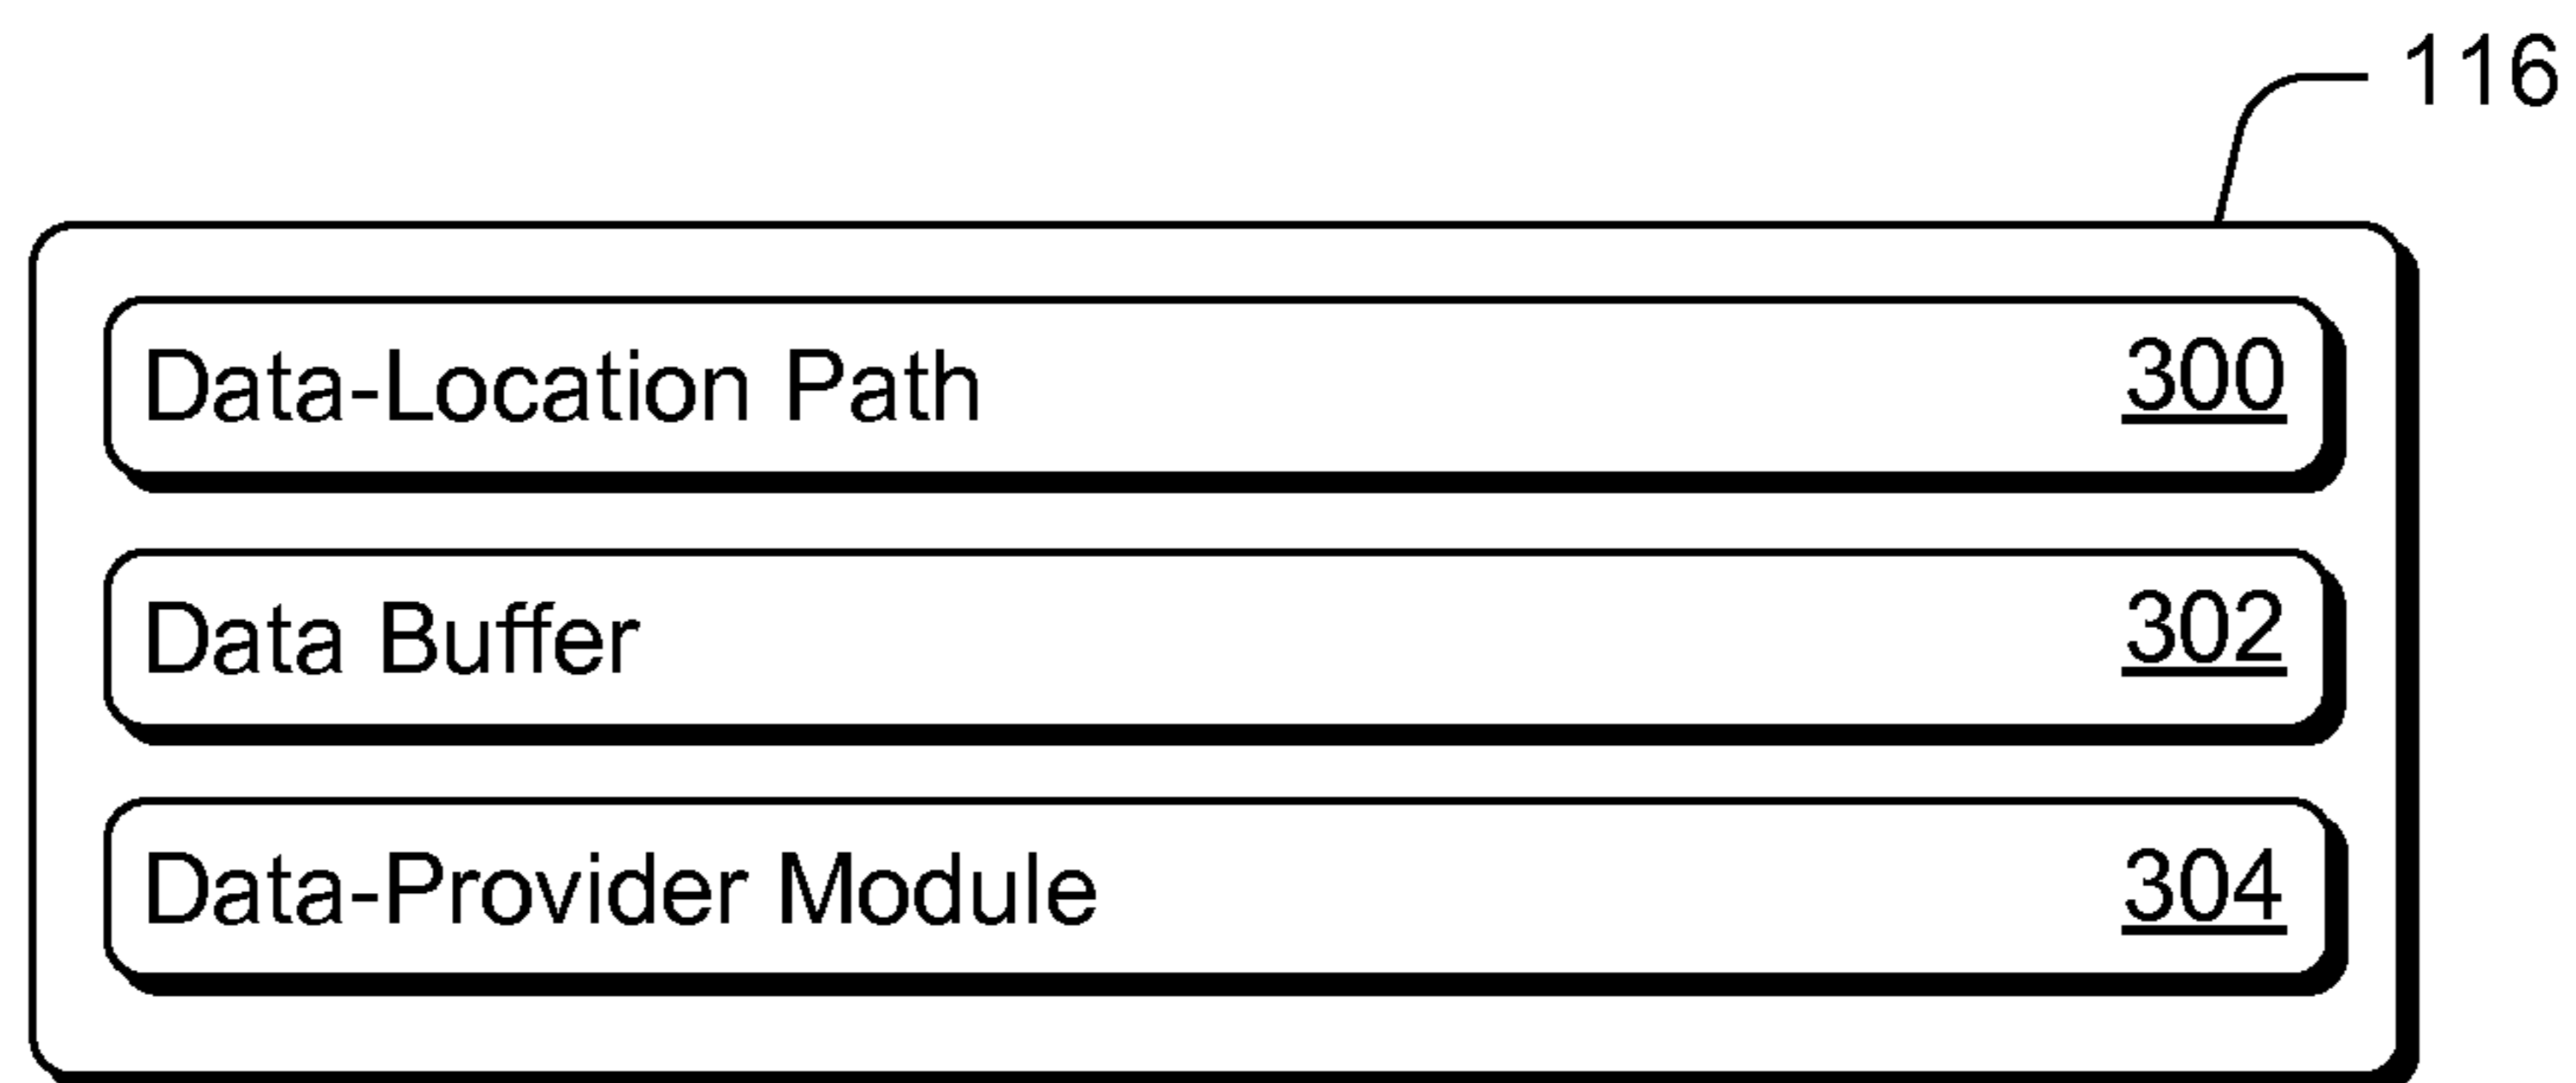 116
Data-Location Path 300
Data Buffer 302
Data-Provider Module 304